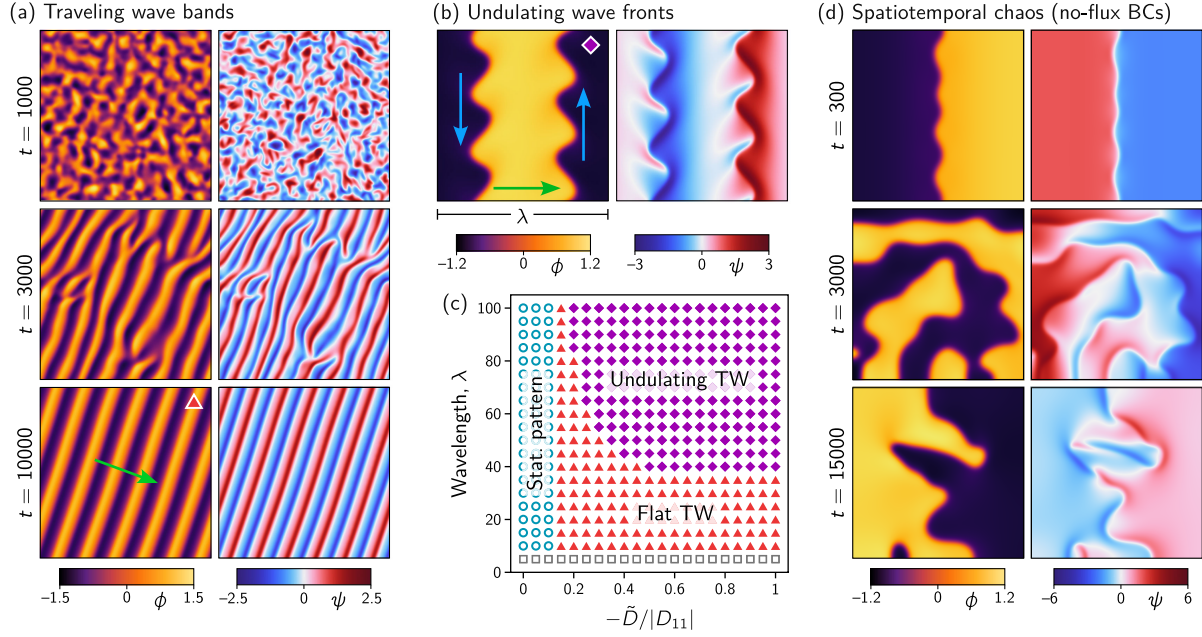 (a) Traveling wave bands
t = 1000
t = 3000
t = 10000
−1.5 0 ϕ 1.5
−2.5 0 ψ 2.5
(b) Undulating wave fronts
λ
−1.2 0 ϕ 1.2
−3 0 ψ 3
(c)
Wavelength, λ
100
80
60
40
20
0
Stat. pattern
Undulating TW
Flat TW
0 0.2 0.4 0.6 0.8 1
−D̃/|D₁₁|
(d) Spatiotemporal chaos (no-flux BCs)
t = 300
t = 3000
t = 15000
−1.2 0 ϕ 1.2
−6 0 ψ 6